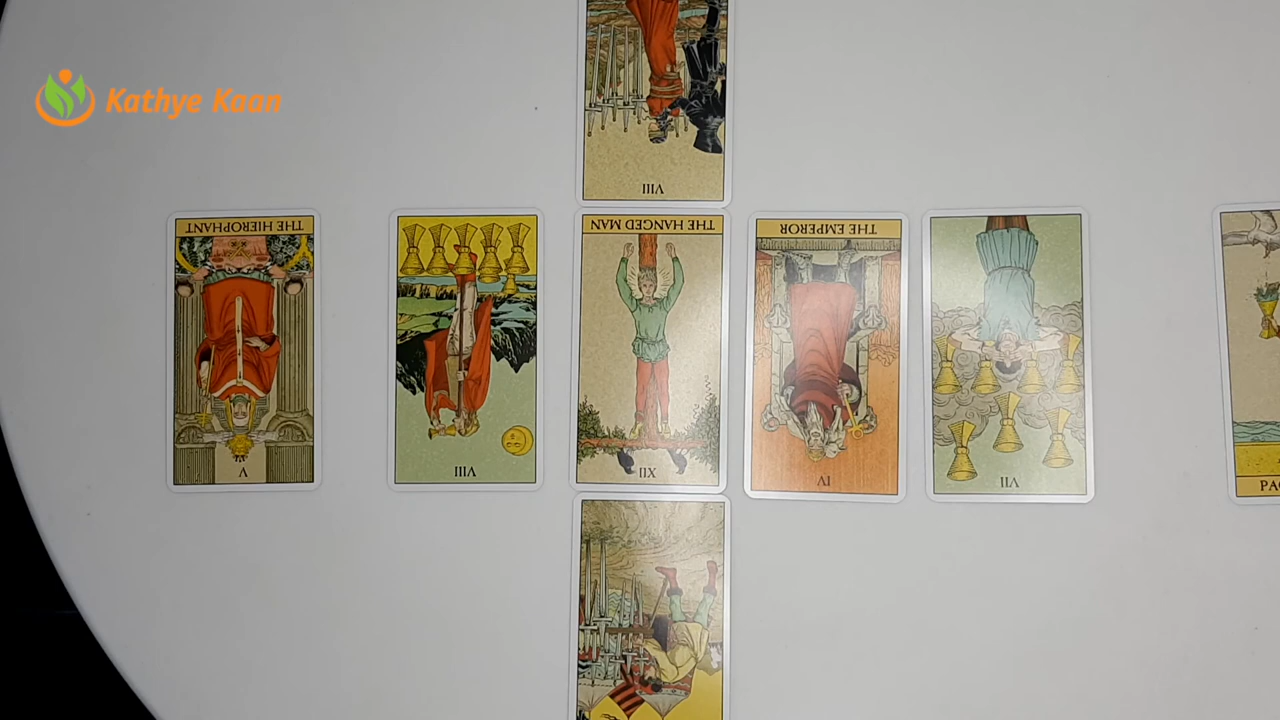 Kathye Kaan
VIII
THE HIEROPHANT
THE HANGED MAN
THE EMPEROR
V
VIII
XII
IV
VII
PAG